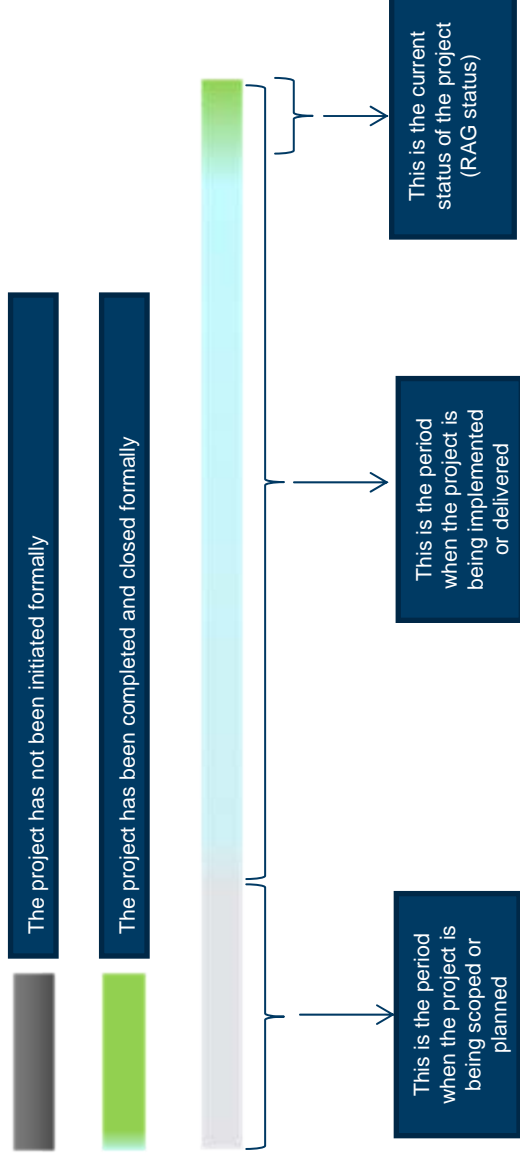 The project has not been initiated formally
The project has been completed and closed formally
This is the period
when the project is
being scoped or
planned
This is the period
when the project is
being implemented
or delivered
This is the current
status of the project
(RAG status)